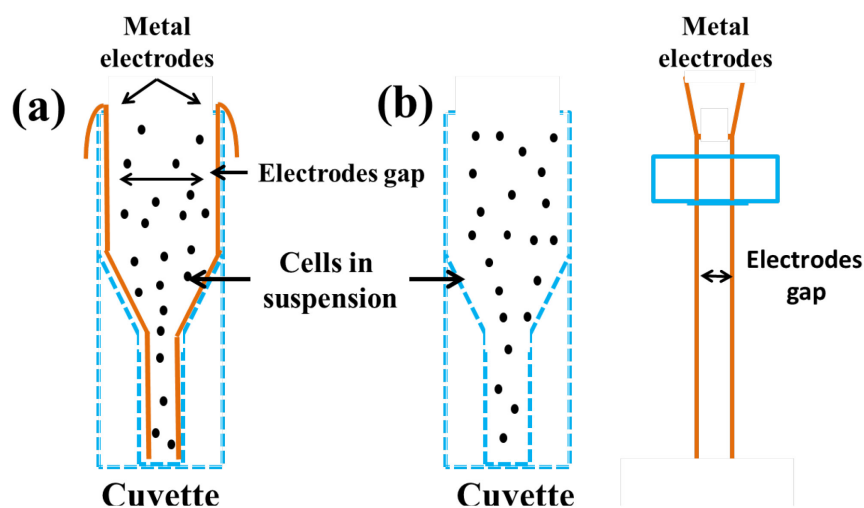 Metal
electrodes
(a)
Electrodes gap
Cells in
suspension
Cuvette
(b)
Cuvette
Metal
electrodes
Electrodes
gap